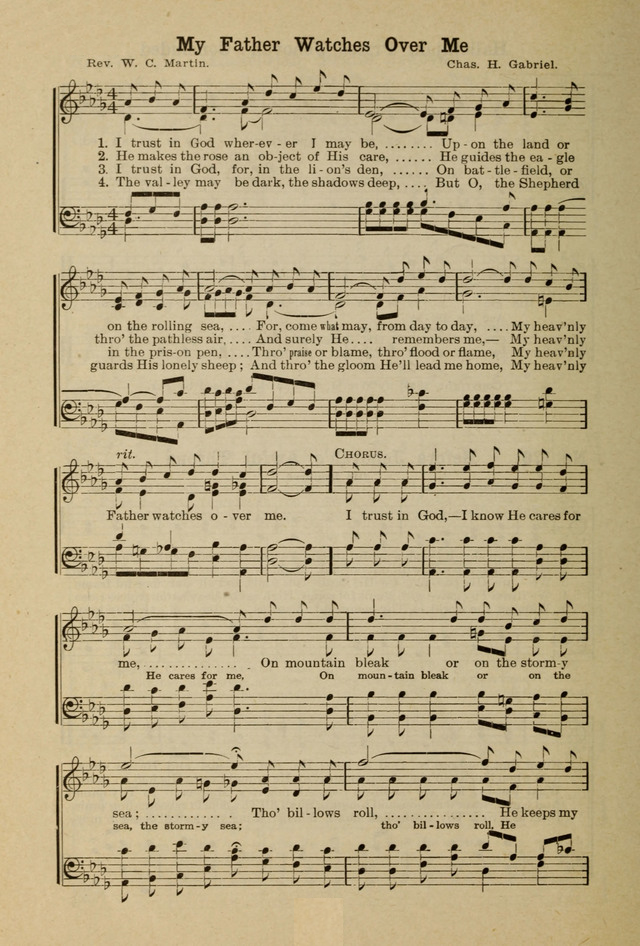 My Father Watches Over Me
Rev. W. C. Martin. Chas. H. Gabriel.
1. I trust in God wher-ev-er I may be, ........ Up-on the land or
2. He makes the rose an ob-ject of His care, ...... He guides the ea-gle
3. I trust in God, for, in the li-on's den, ...... On bat-tle-field, or
4. The val-ley may be dark, the shadows deep, .... But O, the Shepherd
on the rolling sea, .... For, come what may, from day to day, .... My heav'nly
thro' the pathless air, .... And surely He .... remembers me,— My heav'nly
in the pris-on pen, .... Thro' praise or blame, thro' flood or flame, My heav'nly
guards His lonely sheep; And thro' the gloom He'll lead me home, My heav'nly
rit. CHORUS.
Father watches o-ver me. I trust in God,—I know He cares for
me, ............. On mountain bleak or on the storm-y
He cares for me, On moun-tain bleak or on the
sea; ............ Tho' bil-lows roll, ............... He keeps my
sea, the storm-y sea; tho' bil-lows roll, He